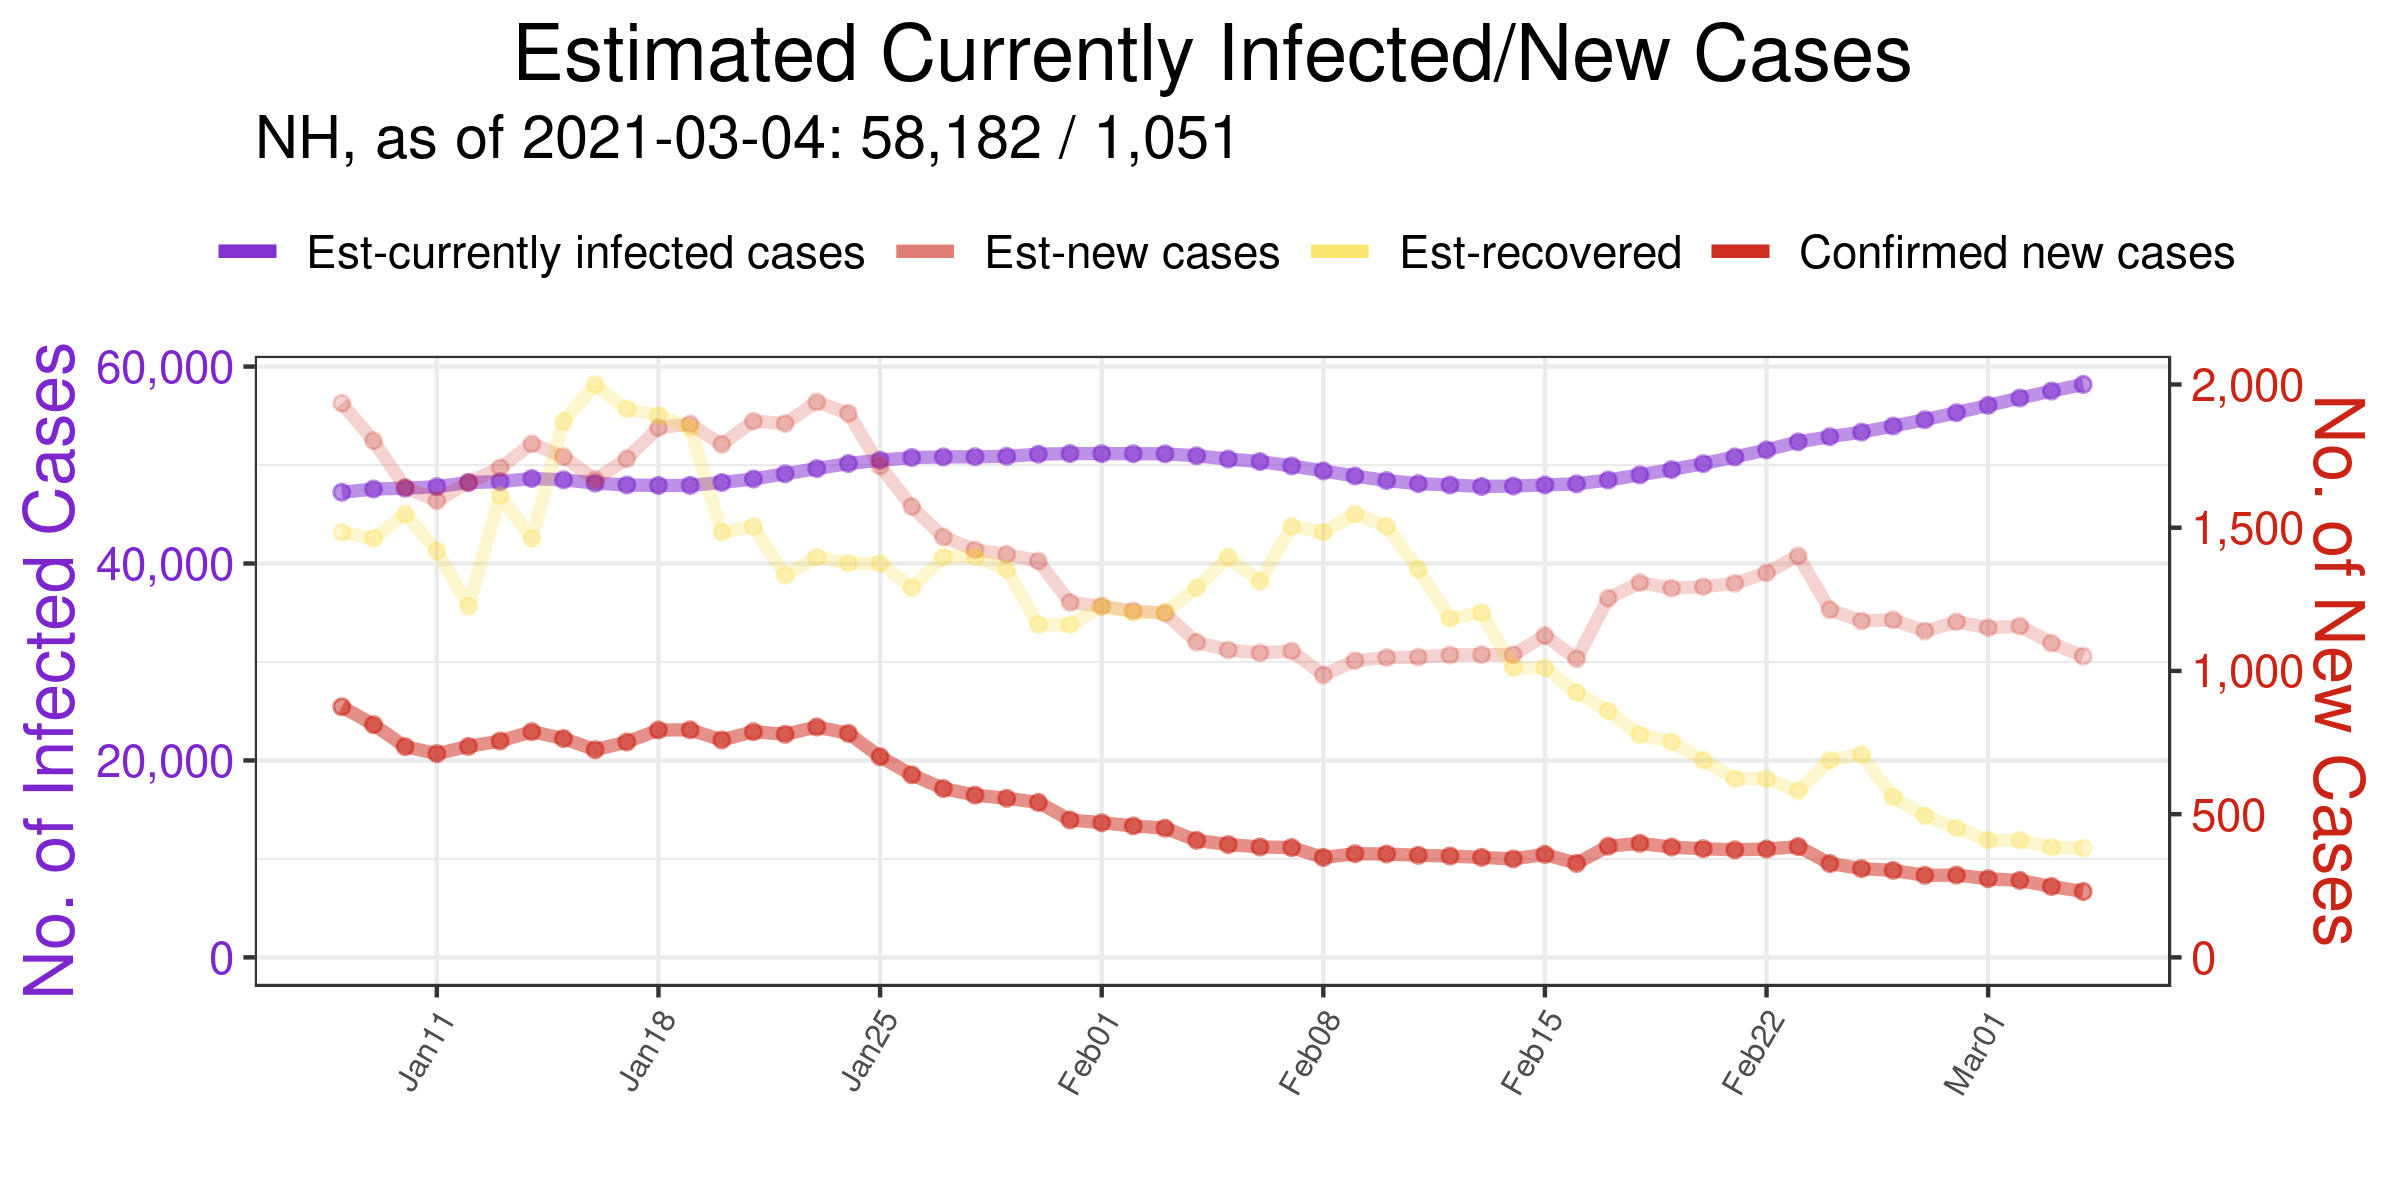 Estimated Currently Infected/New Cases
NH, as of 2021-03-04: 58,182 / 1,051
Est-currently infected cases
Est-new cases
Est-recovered
Confirmed new cases
No. of Infected Cases
60,000
40,000
20,000
0
2,000
1,500
1,000
500
0
No. of New Cases
Jan11
Jan18
Jan25
Feb01
Feb08
Feb15
Feb22
Mar01